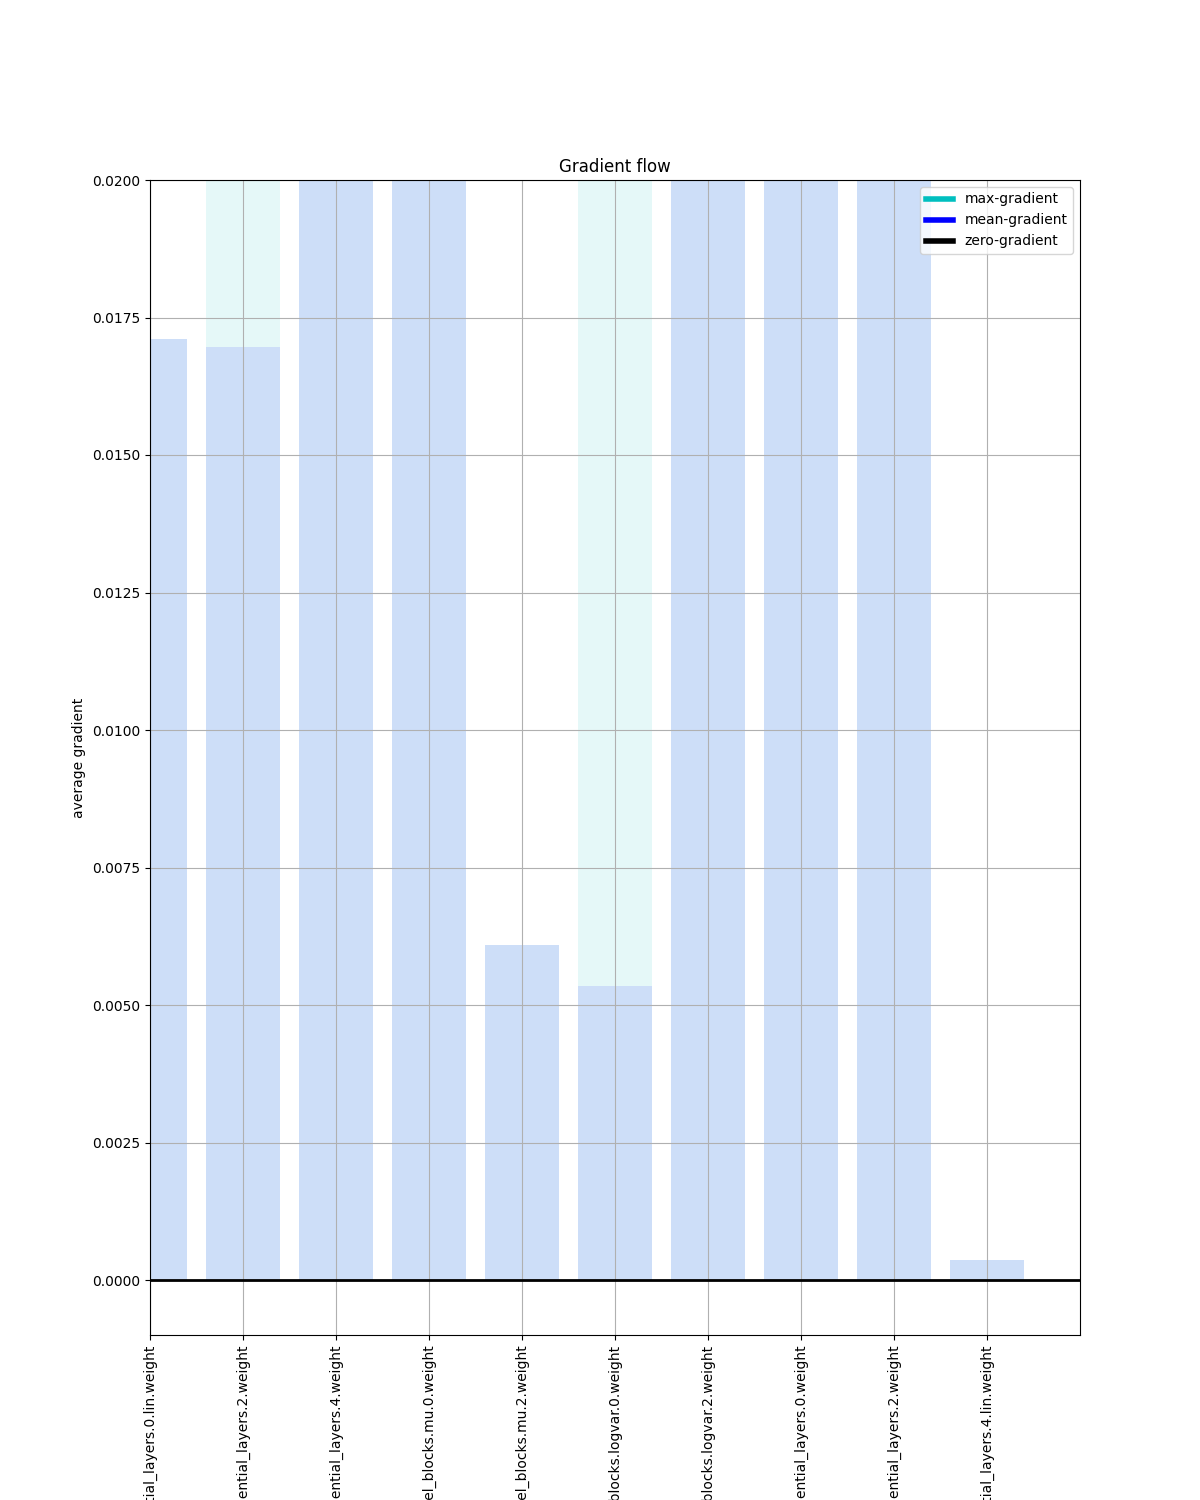 Gradient flow
max-gradient
mean-gradient
zero-gradient
0.0200
0.0175
0.0150
0.0125
0.0100
0.0075
0.0050
0.0025
0.0000
average gradient
tial_layers.0.lin.weight
ential_layers.2.weight
ential_layers.4.weight
el_blocks.mu.0.weight
el_blocks.mu.2.weight
blocks.logvar.0.weight
blocks.logvar.2.weight
ential_layers.0.weight
ential_layers.2.weight
tial_layers.4.lin.weight